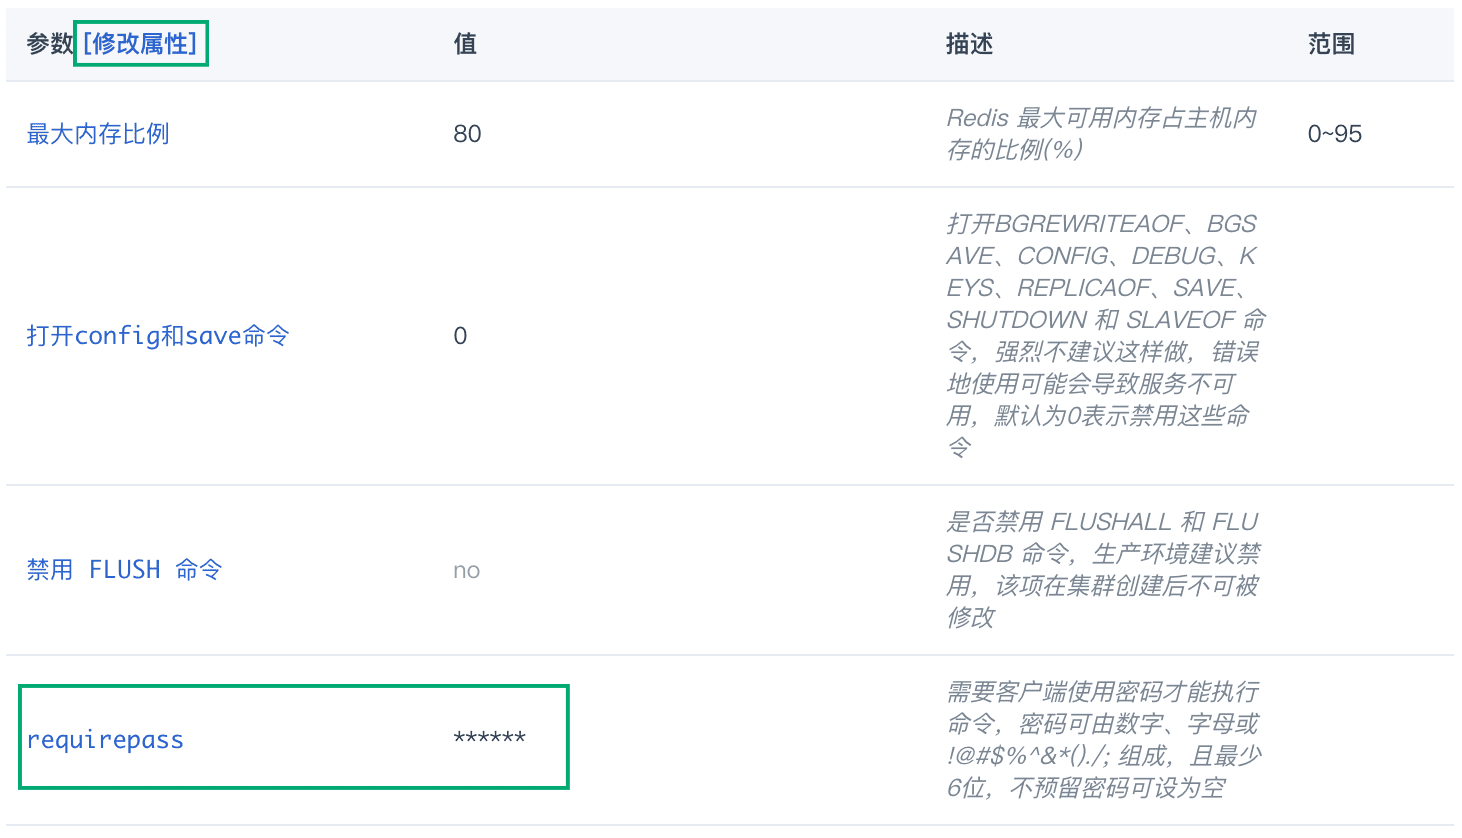 参数 [修改属性] 值 描述 范围
最大内存比例 80 Redis 最大可用内存占主机内 0~95
存的比例(%)
打开BGREWRITEAOF、BGS
AVE、CONFIG、DEBUG、K
EYS、REPLICAOF、SAVE、
SHUTDOWN 和 SLAVEOF 命
打开config和save命令 0 令，强烈不建议这样做，错误
地使用可能会导致服务不可
用，默认为0表示禁用这些命
令
是否禁用 FLUSHALL 和 FLU
SHDB 命令，生产环境建议禁
禁用 FLUSH 命令 no 用，该项在集群创建后不可被
修改
需要客户端使用密码才能执行
命令，密码可由数字、字母或
requirepass ****** !@#$%^&*()./; 组成，且最少
6位，不预留密码可设为空